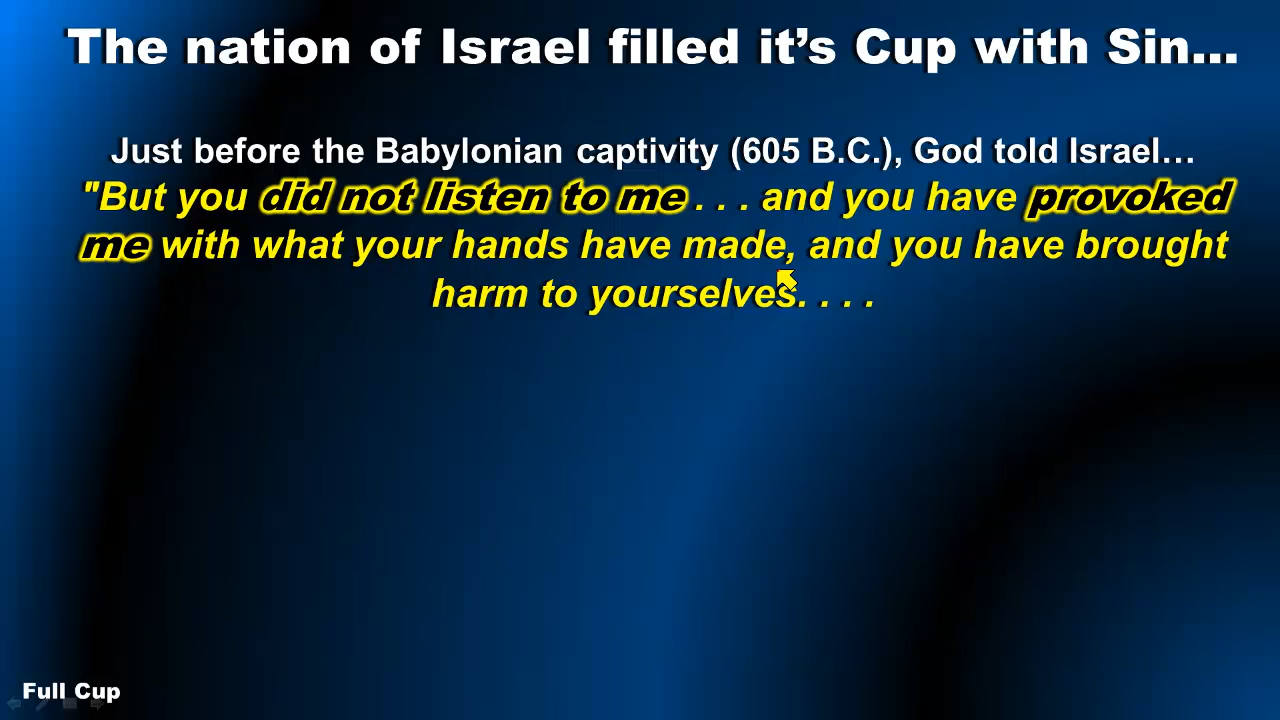 The nation of Israel filled it’s Cup with Sin...
Just before the Babylonian captivity (605 B.C.), God told Israel…
"But you did not listen to me . . . and you have provoked
me with what your hands have made, and you have brought
harm to yourselves. . . .
Full Cup